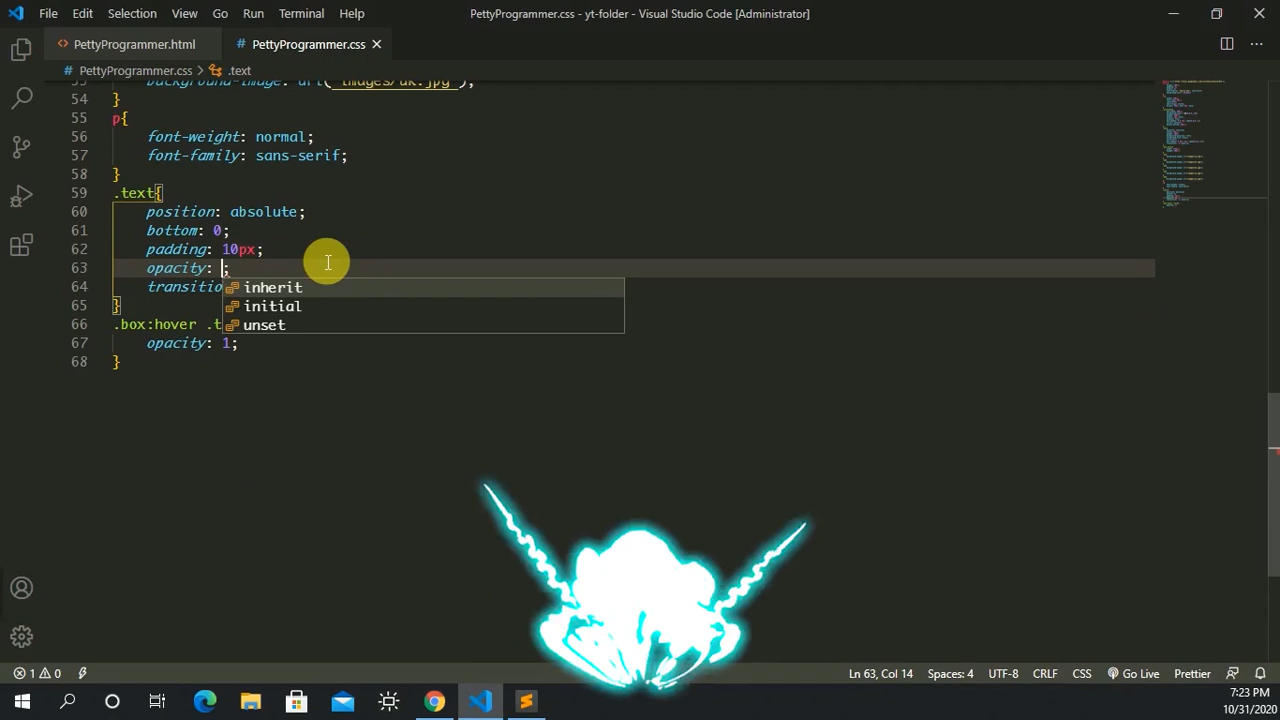 File Edit Selection View Go Run Terminal Help PettyProgrammer.css - yt-folder - Visual Studio Code [Administrator]
PettyProgrammer.html # PettyProgrammer.css
# PettyProgrammer.css .text
54 }
55 p{
56 font-weight: normal;
57 font-family: sans-serif;
58 }
59 .text{
60 position: absolute;
61 bottom: 0;
62 padding: 10px;
63 opacity: ;
inherit
64 transitio
initial
65 }
66 .box:hover .t
unset
67 opacity: 1;
68 }
1 0 Ln 63, Col 14 Spaces: 4 UTF-8 CRLF CSS Go Live Prettier
7:23 PM
10/31/2020